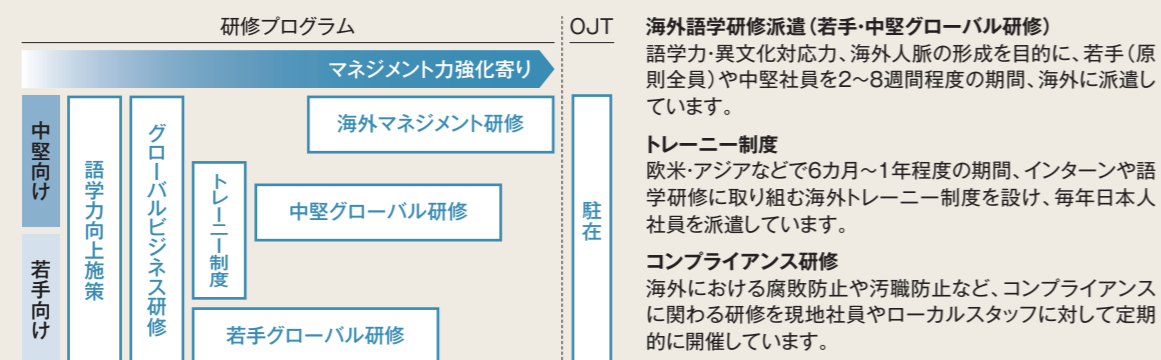 研修プログラム
OJT
マネジメント力強化寄り
中堅向け
若手向け
語学力向上施策
グローバルビジネス研修
トレーニー制度
海外マネジメント研修
中堅グローバル研修
若手グローバル研修
駐在
海外語学研修派遣(若手・中堅グローバル研修)
語学力・異文化対応力、海外人脈の形成を目的に、若手(原
則全員)や中堅社員を2〜8週間程度の期間、海外に派遣し
ています。
トレーニー制度
欧米・アジアなどで6カ月〜1年程度の期間、インターンや語
学研修に取り組む海外トレーニー制度を設け、毎年日本人
社員を派遣しています。
コンプライアンス研修
海外における腐敗防止や汚職防止など、コンプライアンス
に関わる研修を現地社員やローカルスタッフに対して定期
的に開催しています。